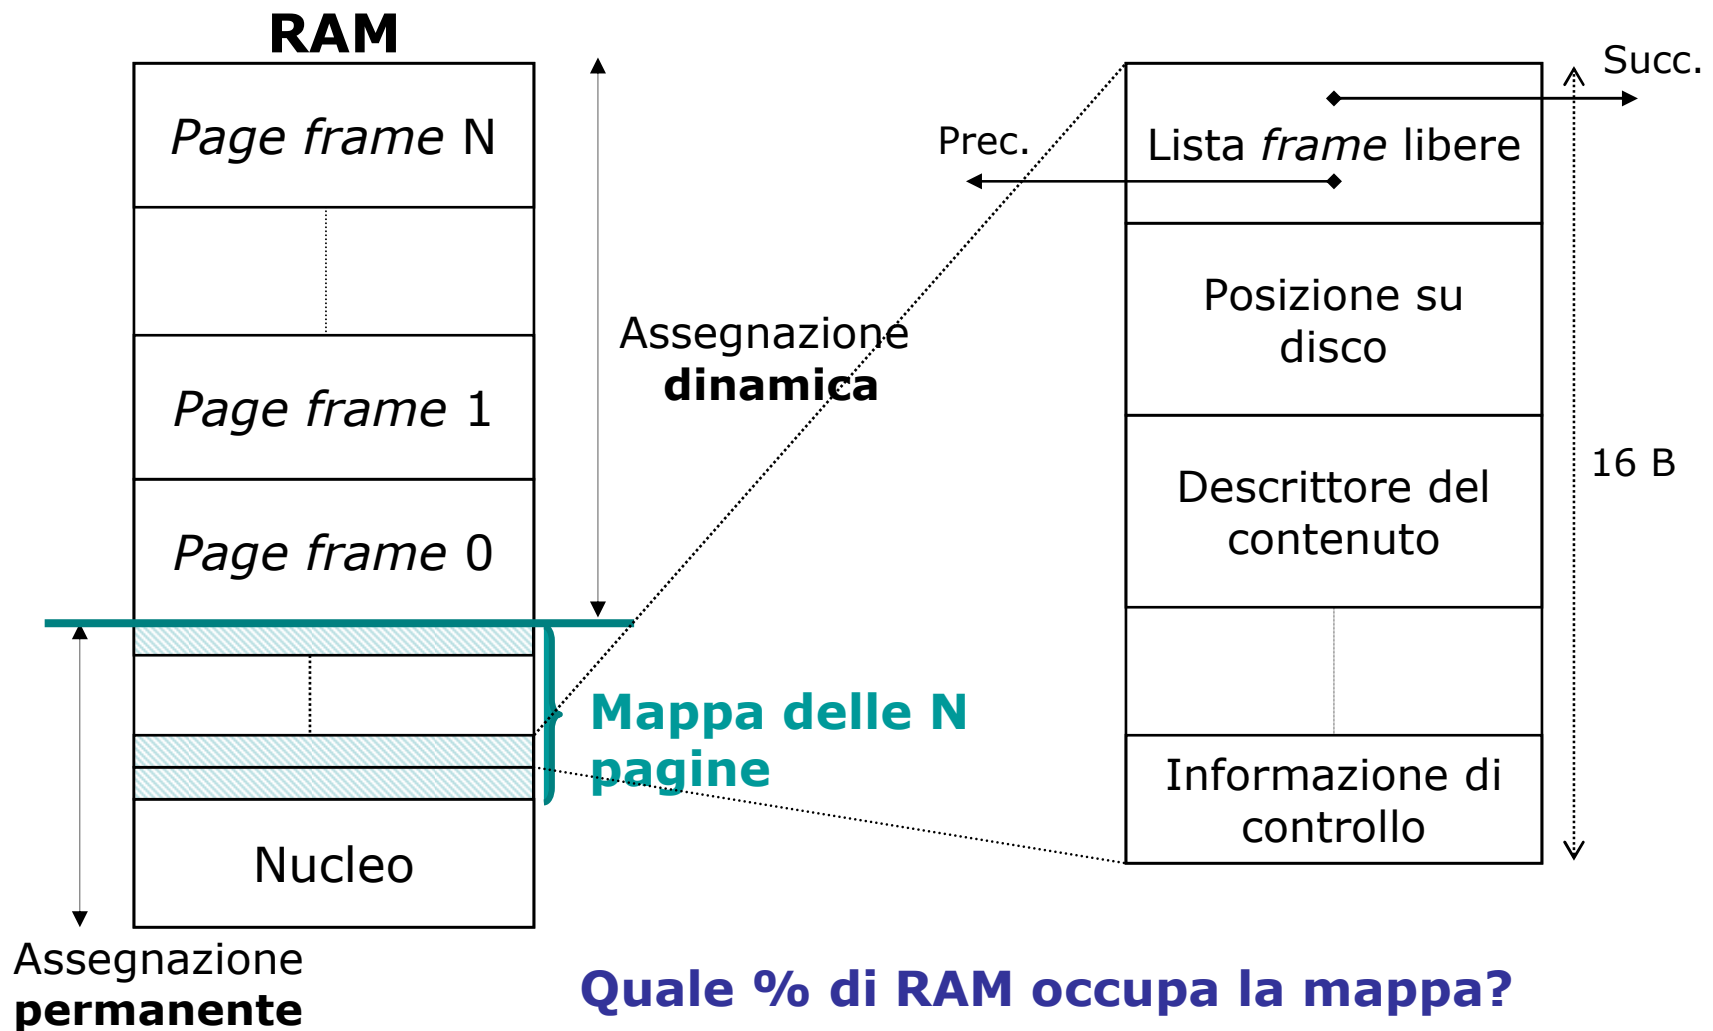 RAM
Page frame N
Page frame 1
Page frame 0
Nucleo
Assegnazione
dinamica
Assegnazione
permanente
Mappa delle N
pagine
Prec.
Succ.
Lista frame libere
Posizione su
disco
Descrittore del
contenuto
Informazione di
controllo
16 B
Quale % di RAM occupa la mappa?